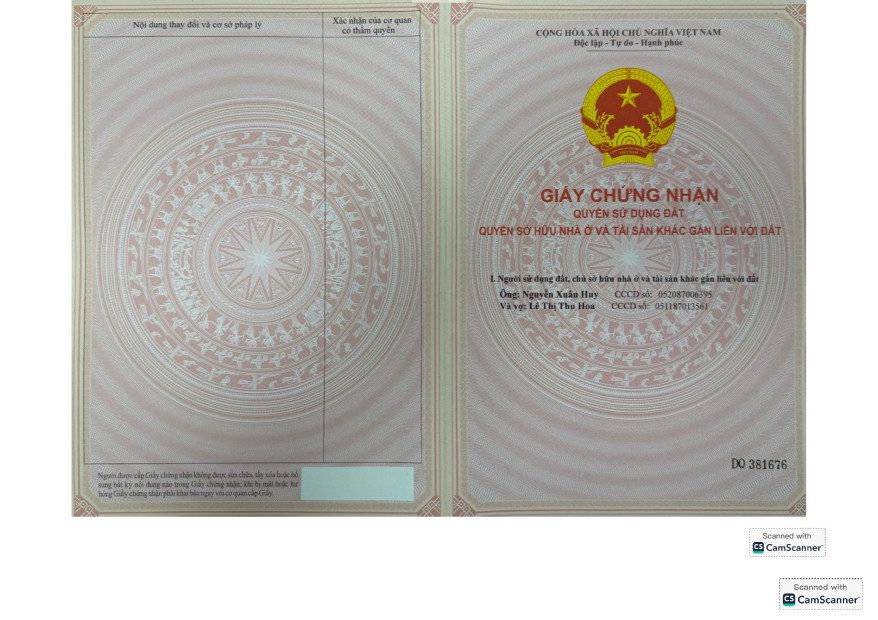 Nội dung thay đổi và cơ sở pháp lý
Xác nhận của cơ quan
có thẩm quyền
Người được cấp Giấy chứng nhận không được sửa chữa, tẩy xóa hoặc bổ
sung bất kỳ nội dung nào trong Giấy chứng nhận; khi bị mất hoặc hư
hỏng Giấy chứng nhận phải khai báo ngay với cơ quan cấp Giấy.
CỘNG HÒA XÃ HỘI CHỦ NGHĨA VIỆT NAM
Độc lập - Tự do - Hạnh phúc
GIẤY CHỨNG NHẬN
QUYỀN SỬ DỤNG ĐẤT
QUYỀN SỞ HỮU NHÀ Ở VÀ TÀI SẢN KHÁC GẮN LIỀN VỚI ĐẤT
I. Người sử dụng đất, chủ sở hữu nhà ở và tài sản khác gắn liền với đất
Ông: Nguyễn Xuân Huy CCCD số: 052087006395
Và vợ: Lê Thị Thu Hoa CCCD số: 051187013561
DO 381676
Scanned with
CS CamScanner
Scanned with
CS CamScanner